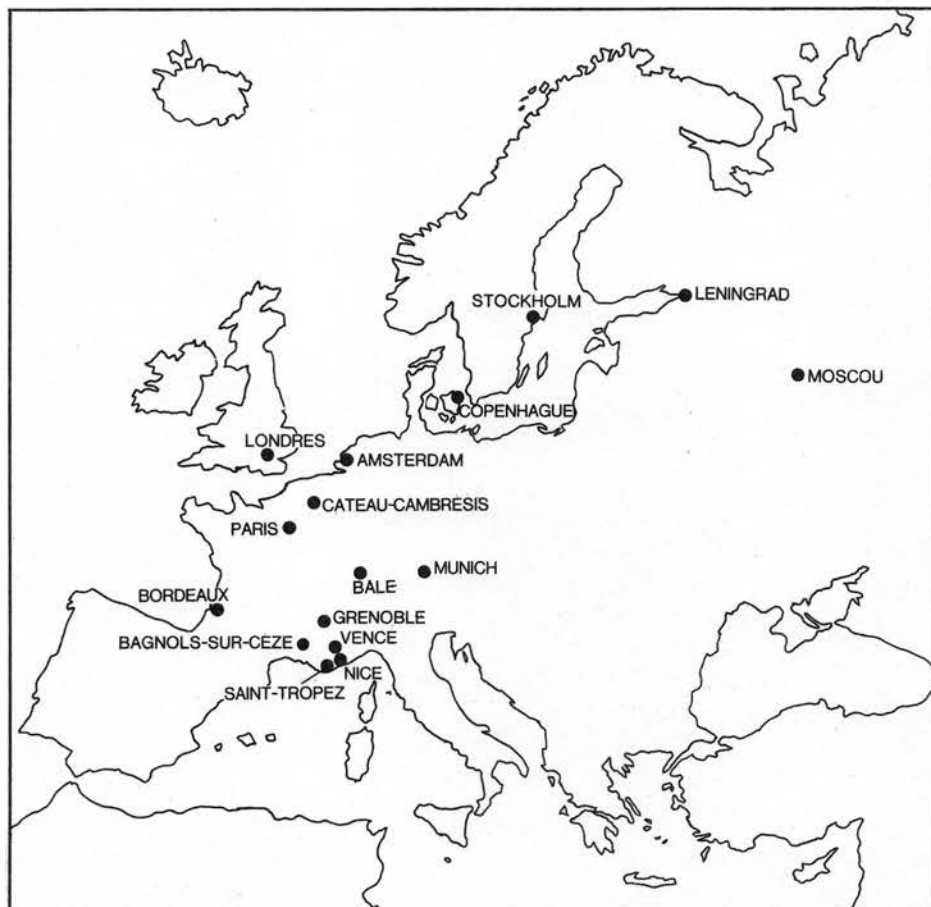 STOCKHOLM
LENINGRAD
MOSCOU
COPENHAGUE
LONDRES
AMSTERDAM
CATEAU-CAMBRESIS
PARIS
MUNICH
BALE
BORDEAUX
GRENOBLE
BAGNOLS-SUR-CEZE
VENCE
NICE
SAINT-TROPEZ